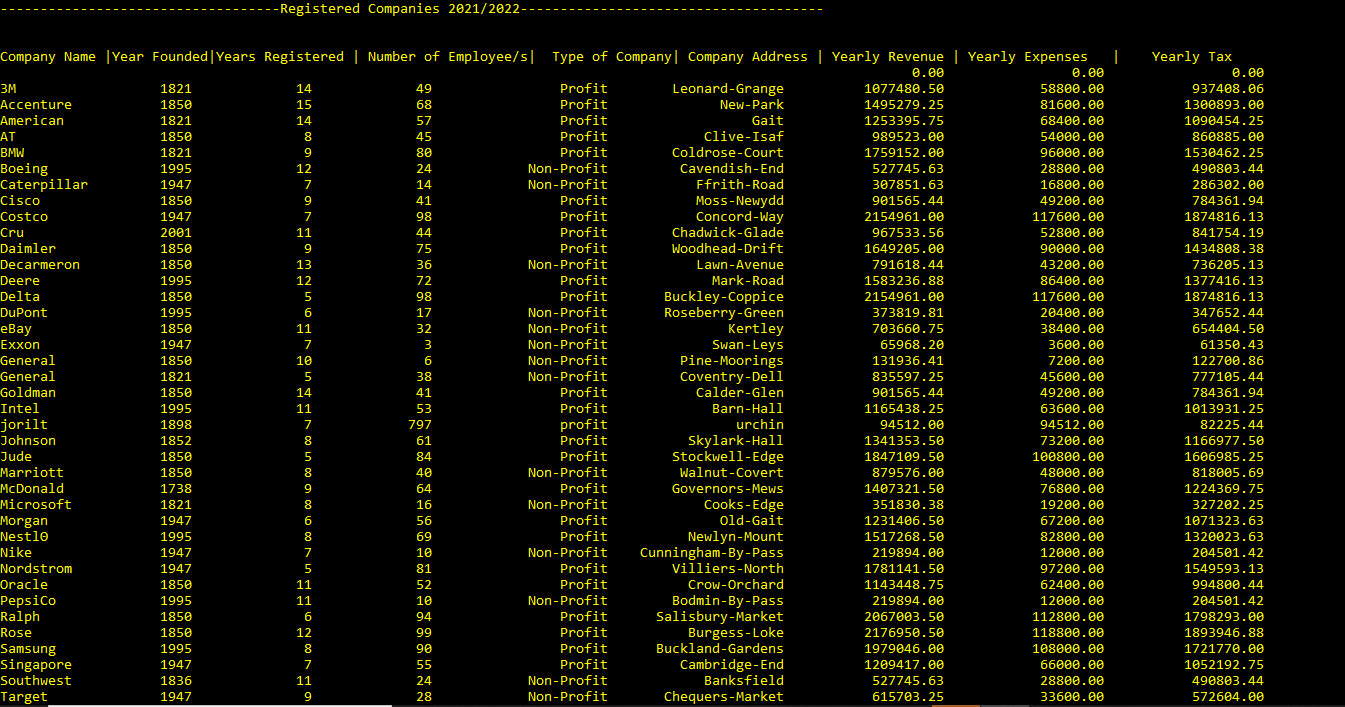 -----------------------------------Registered Companies 2021/2022--------------------------------------
Company Name |Year Founded|Years Registered | Number of Employee/s|  Type of Company| Company Address | Yearly Revenue | Yearly Expenses   |    Yearly Tax
0.00 0.00 0.00
3M 1821 14 49 Profit Leonard-Grange 1077480.50 58800.00 937408.06
Accenture 1850 15 68 Profit New-Park 1495279.25 81600.00 1300893.00
American 1821 14 57 Profit Gait 1253395.75 68400.00 1090454.25
AT 1850 8 45 Profit Clive-Isaf 989523.00 54000.00 860885.00
BMW 1821 9 80 Profit Coldrose-Court 1759152.00 96000.00 1530462.25
Boeing 1995 12 24 Non-Profit Cavendish-End 527745.63 28800.00 490803.44
Caterpillar 1947 7 14 Non-Profit Ffrith-Road 307851.63 16800.00 286302.00
Cisco 1850 9 41 Profit Moss-Newydd 901565.44 49200.00 784361.94
Costco 1947 7 98 Profit Concord-Way 2154961.00 117600.00 1874816.13
Cru 2001 11 44 Profit Chadwick-Glade 967533.56 52800.00 841754.19
Daimler 1850 9 75 Profit Woodhead-Drift 1649205.00 90000.00 1434808.38
Decarmeron 1850 13 36 Non-Profit Lawn-Avenue 791618.44 43200.00 736205.13
Deere 1995 12 72 Profit Mark-Road 1583236.88 86400.00 1377416.13
Delta 1850 5 98 Profit Buckley-Coppice 2154961.00 117600.00 1874816.13
DuPont 1995 6 17 Non-Profit Roseberry-Green 373819.81 20400.00 347652.44
eBay 1850 11 32 Non-Profit Kertley 703660.75 38400.00 654404.50
Exxon 1947 7 3 Non-Profit Swan-Leys 65968.20 3600.00 61350.43
General 1850 10 6 Non-Profit Pine-Moorings 131936.41 7200.00 122700.86
General 1821 5 38 Non-Profit Coventry-Dell 835597.25 45600.00 777105.44
Goldman 1850 14 41 Profit Calder-Glen 901565.44 49200.00 784361.94
Intel 1995 11 53 Profit Barn-Hall 1165438.25 63600.00 1013931.25
jorilt 1898 7 797 profit urchin 94512.00 94512.00 82225.44
Johnson 1852 8 61 Profit Skylark-Hall 1341353.50 73200.00 1166977.50
Jude 1850 5 84 Profit Stockwell-Edge 1847109.50 100800.00 1606985.25
Marriott 1850 8 40 Non-Profit Walnut-Covert 879576.00 48000.00 818005.69
McDonald 1738 9 64 Profit Governors-Mews 1407321.50 76800.00 1224369.75
Microsoft 1821 8 16 Non-Profit Cooks-Edge 351830.38 19200.00 327202.25
Morgan 1947 6 56 Profit Old-Gait 1231406.50 67200.00 1071323.63
Nestl0 1995 8 69 Profit Newlyn-Mount 1517268.50 82800.00 1320023.63
Nike 1947 7 10 Non-Profit Cunningham-By-Pass 219894.00 12000.00 204501.42
Nordstrom 1947 5 81 Profit Villiers-North 1781141.50 97200.00 1549593.13
Oracle 1850 11 52 Profit Crow-Orchard 1143448.75 62400.00 994800.44
PepsiCo 1995 11 10 Non-Profit Bodmin-By-Pass 219894.00 12000.00 204501.42
Ralph 1850 6 94 Profit Salisbury-Market 2067003.50 112800.00 1798293.00
Rose 1850 12 99 Profit Burgess-Loke 2176950.50 118800.00 1893946.88
Samsung 1995 8 90 Profit Buckland-Gardens 1979046.00 108000.00 1721770.00
Singapore 1947 7 55 Profit Cambridge-End 1209417.00 66000.00 1052192.75
Southwest 1836 11 24 Non-Profit Banksfield 527745.63 28800.00 490803.44
Target 1947 9 28 Non-Profit Chequers-Market 615703.25 33600.00 572604.00